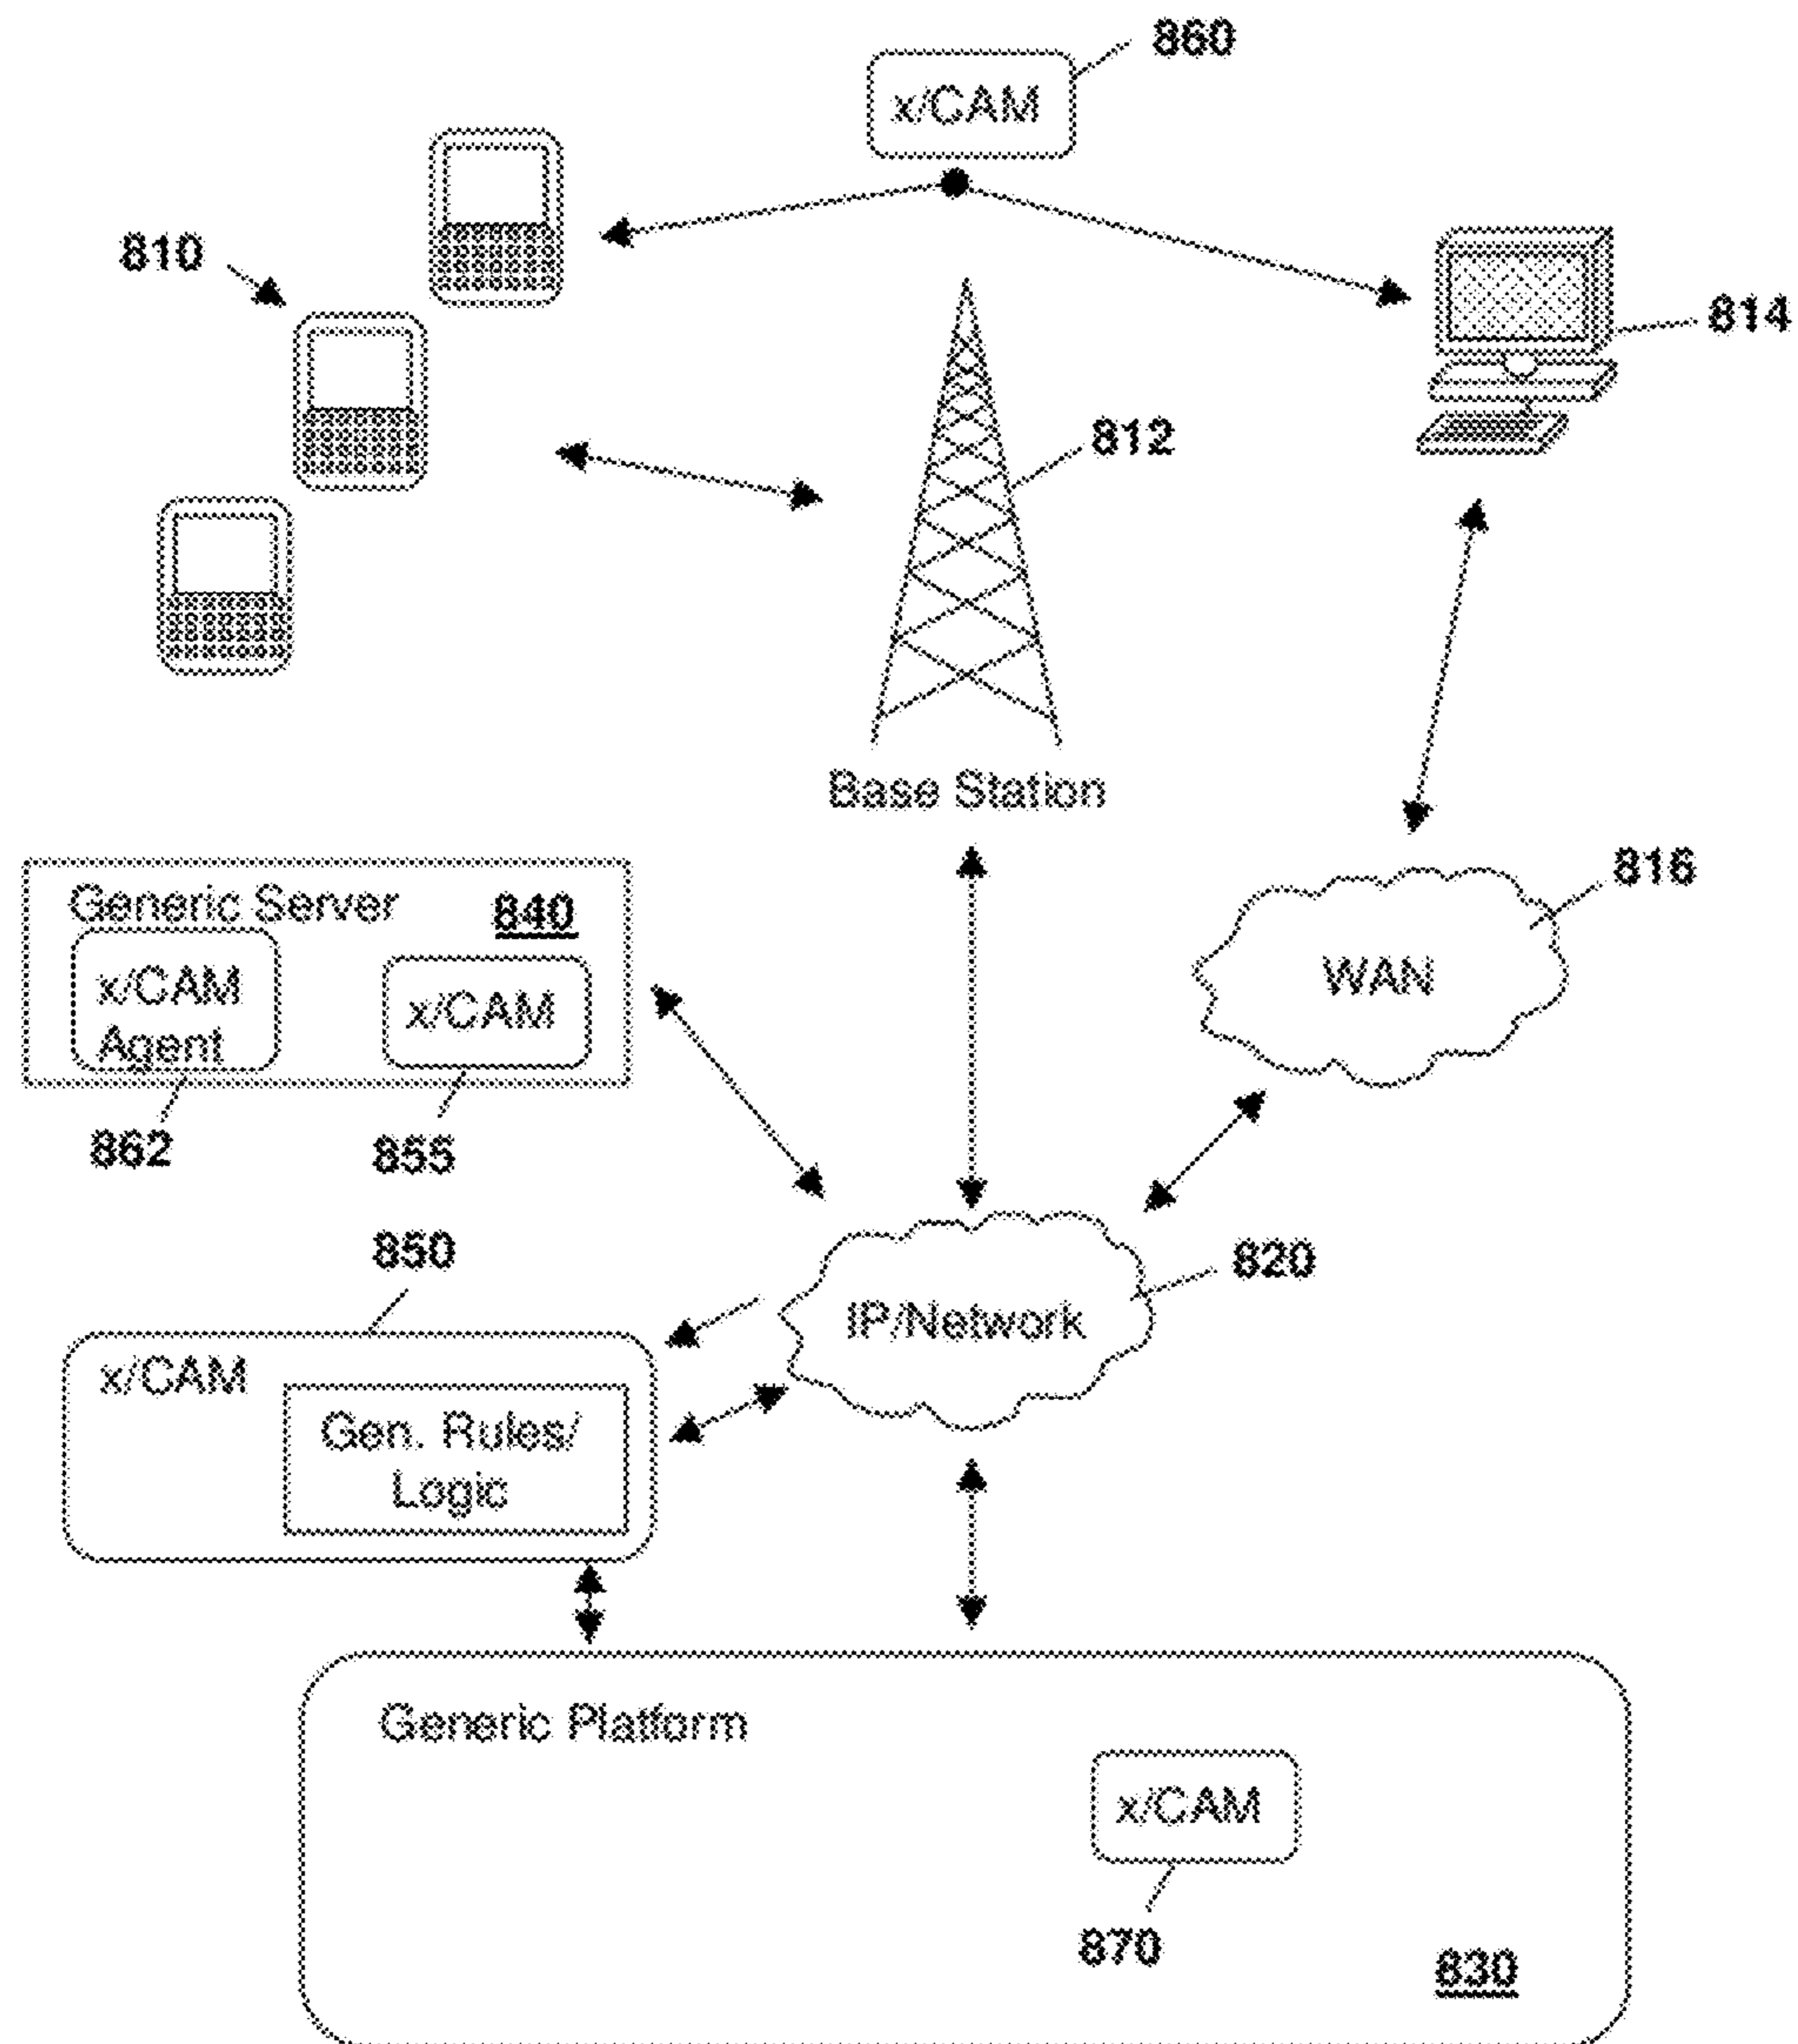 860
x/CAM
810
814
812
Base Station
816
Generic Server
840
x/CAM
Agent
x/CAM
WAN
862
855
850
820
IP/Network
x/CAM
Gen. Rules/
Logic
Generic Platform
x/CAM
870
830